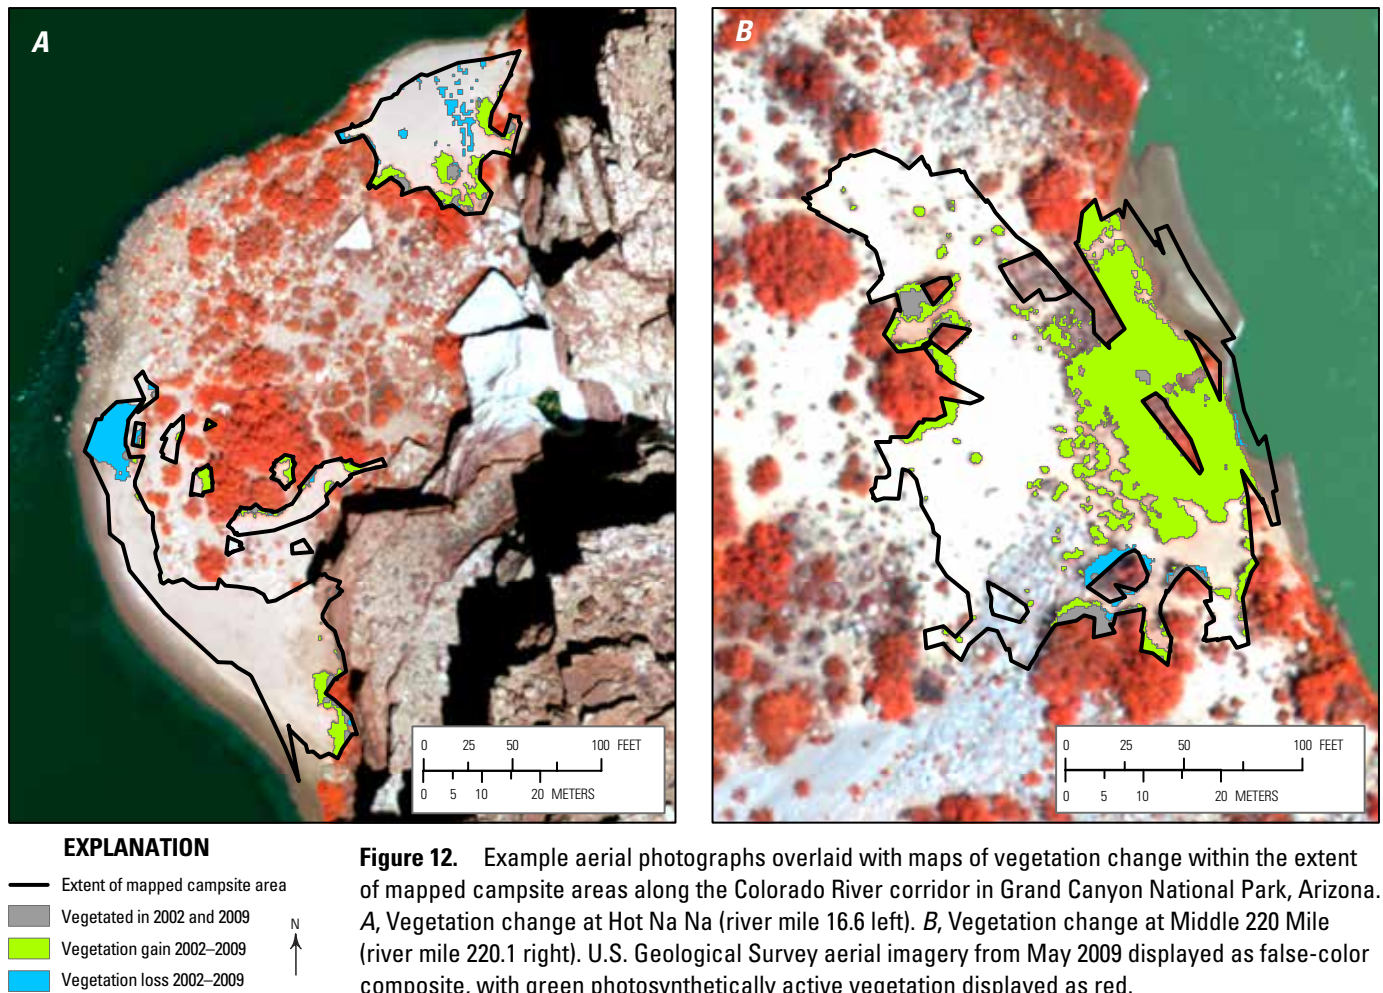 A
B
0 25 50 100 FEET
0 5 10 20 METERS
0 25 50 100 FEET
0 5 10 20 METERS
EXPLANATION
Extent of mapped campsite area
Vegetated in 2002 and 2009
Vegetation gain 2002–2009
Vegetation loss 2002–2009
N
Figure 12. Example aerial photographs overlaid with maps of vegetation change within the extent
of mapped campsite areas along the Colorado River corridor in Grand Canyon National Park, Arizona.
A, Vegetation change at Hot Na Na (river mile 16.6 left). B, Vegetation change at Middle 220 Mile
(river mile 220.1 right). U.S. Geological Survey aerial imagery from May 2009 displayed as false-color
composite, with green photosynthetically active vegetation displayed as red.